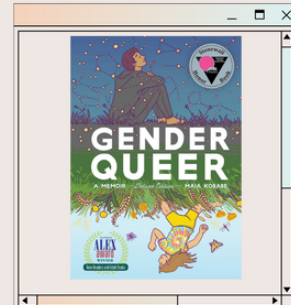 Stonewall
Honor
Book
GENDER
QUEER
A MEMOIR Deluxe Edition MAIA KOBABE
ALEX
award
WINNER